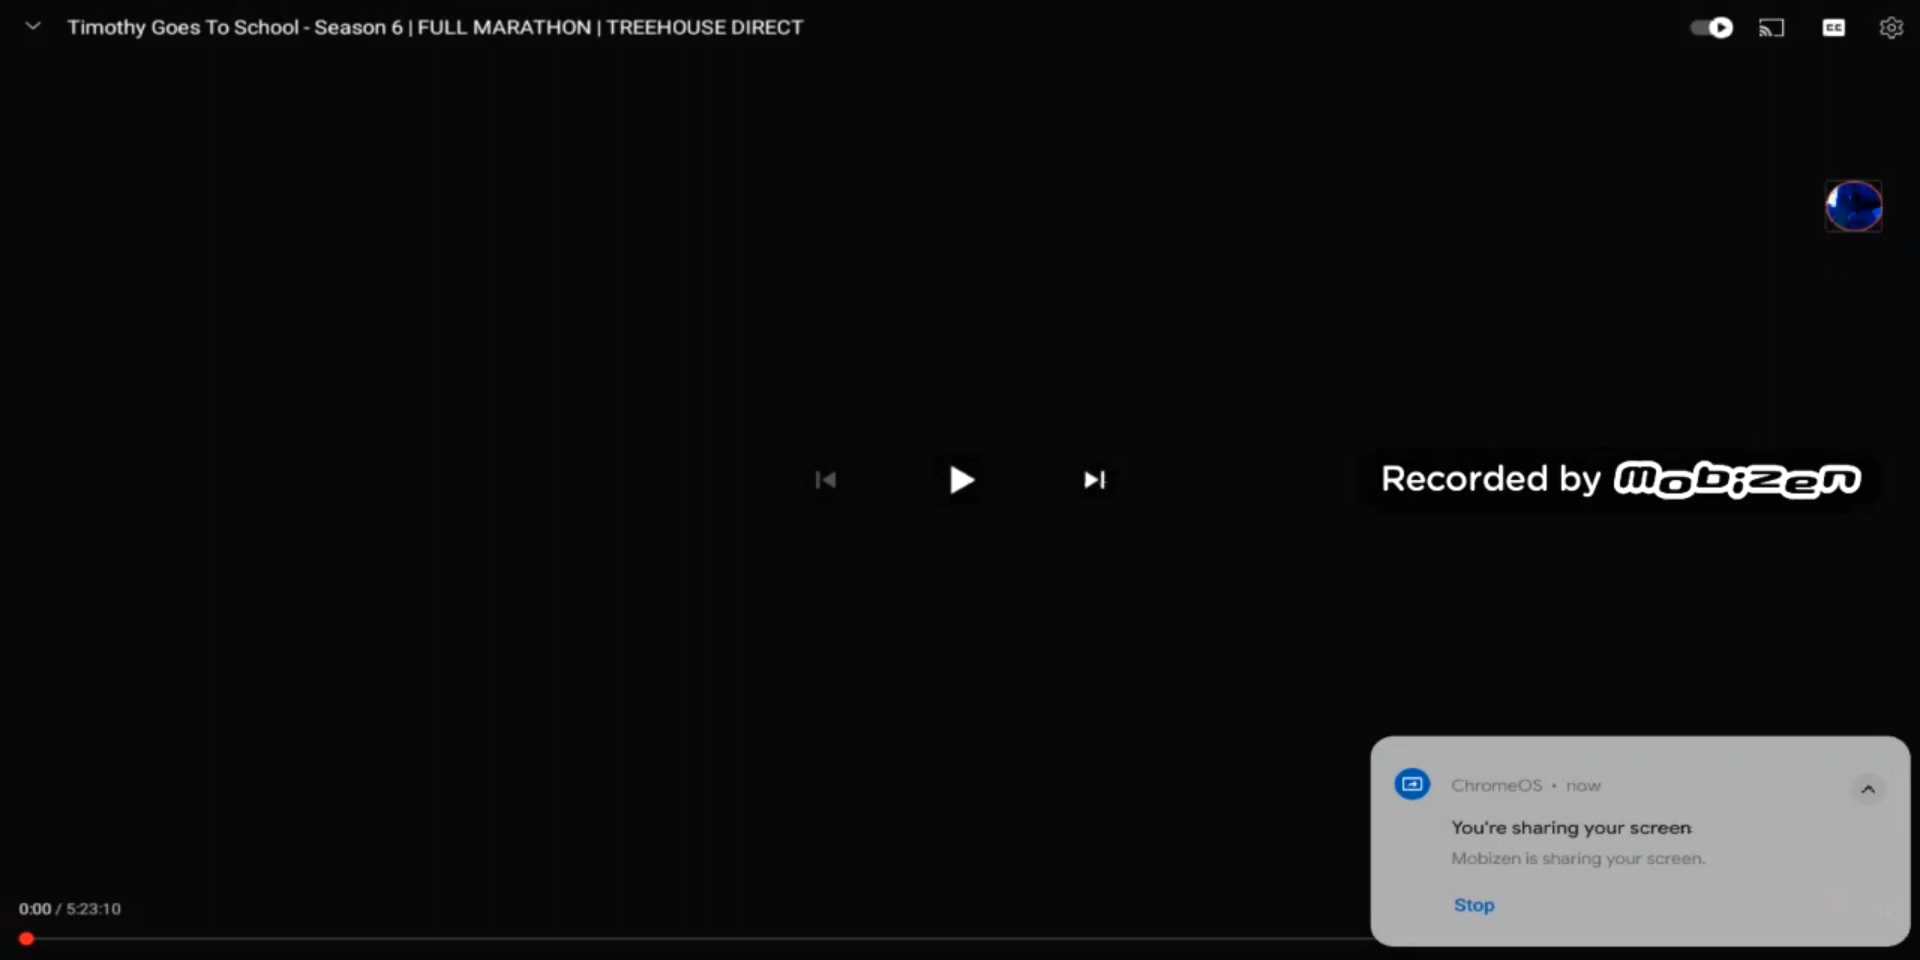 Timothy Goes To School - Season 6 | FULL MARATHON | TREEHOUSE DIRECT
CC
Recorded by mobizen
ChromeOS • now
You're sharing your screen
Mobizen is sharing your screen.
Stop
0:00 / 5:23:10